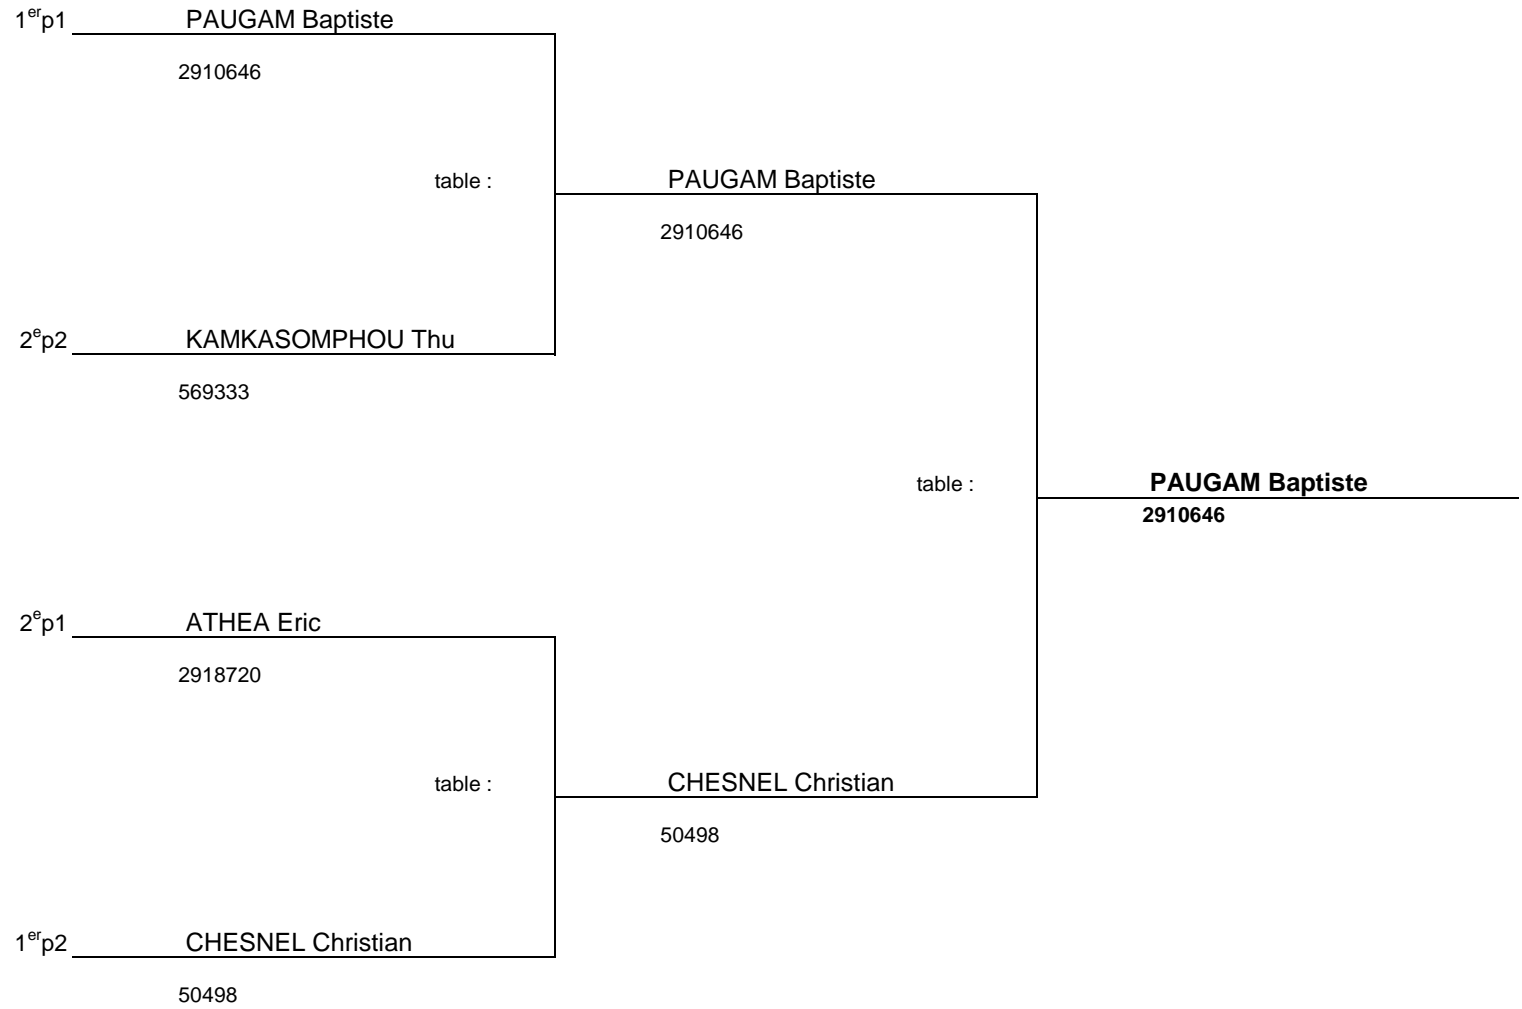 1erp1 PAUGAM Baptiste
2910646
table : PAUGAM Baptiste
2910646
2ep2 KAMKASOMPHOU Thu
569333
table : PAUGAM Baptiste
2910646
2ep1 ATHEA Eric
2918720
table : CHESNEL Christian
50498
1erp2 CHESNEL Christian
50498